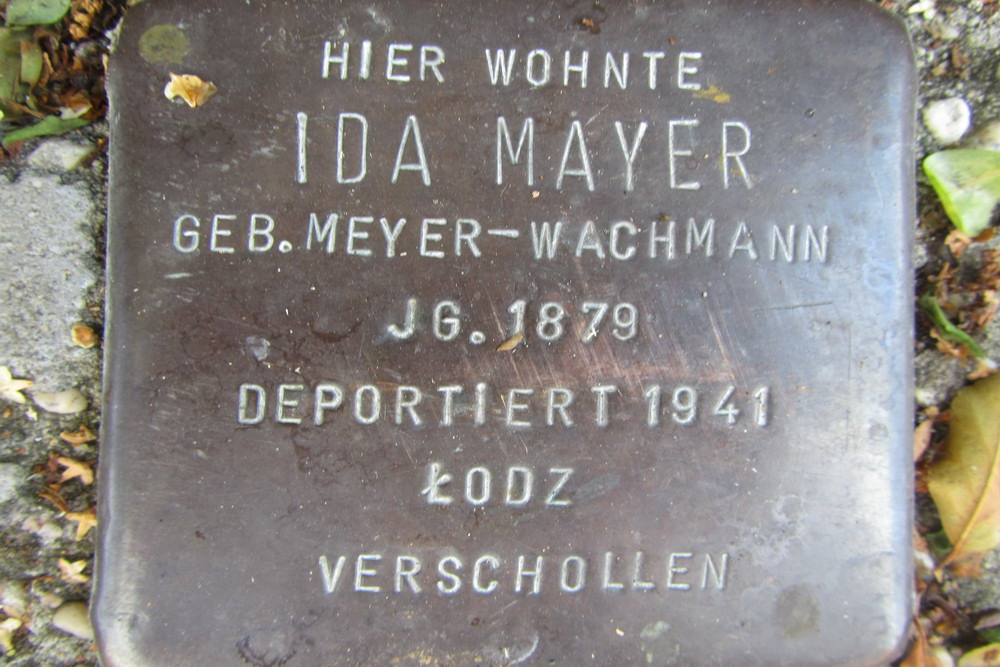 HIER WOHNTE
IDA MAYER
GEB. MEYER-WACHMANN
JG. 1879
DEPORTIERT 1941
ŁODZ
VERSCHOLLEN